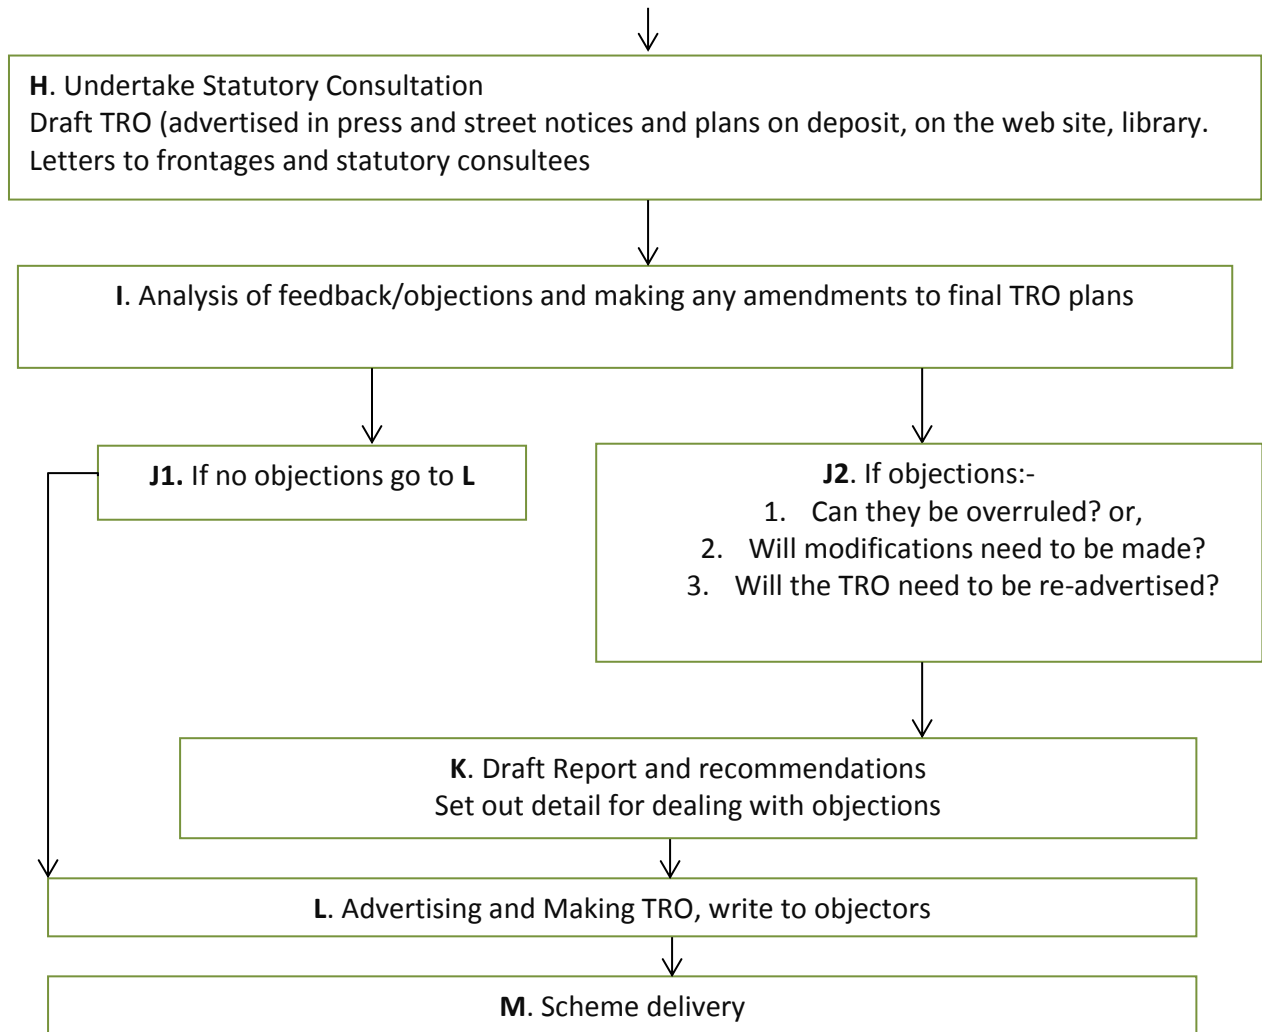 H. Undertake Statutory Consultation
Draft TRO (advertised in press and street notices and plans on deposit, on the web site, library.
Letters to frontages and statutory consultees
I. Analysis of feedback/objections and making any amendments to final TRO plans
J1. If no objections go to L
J2. If objections:-
1. Can they be overruled? or,
2. Will modifications need to be made?
3. Will the TRO need to be re-advertised?
K. Draft Report and recommendations
Set out detail for dealing with objections
L. Advertising and Making TRO, write to objectors
M. Scheme delivery